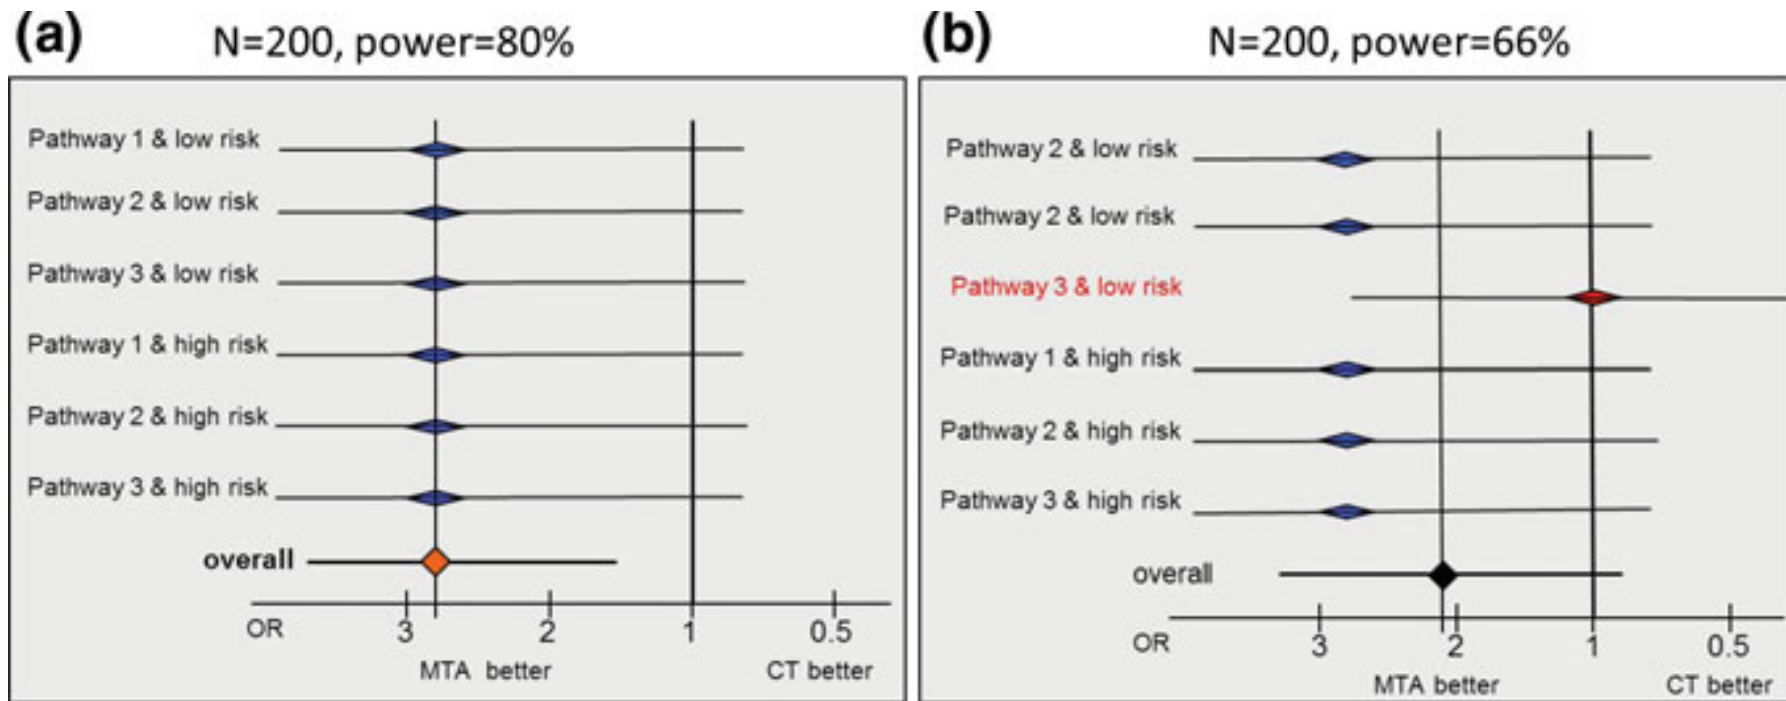 (a) N=200, power=80%
Pathway 1 & low risk
Pathway 2 & low risk
Pathway 3 & low risk
Pathway 1 & high risk
Pathway 2 & high risk
Pathway 3 & high risk
overall
OR 3 2 1 0.5
MTA better CT better
(b) N=200, power=66%
Pathway 2 & low risk
Pathway 2 & low risk
Pathway 3 & low risk
Pathway 1 & high risk
Pathway 2 & high risk
Pathway 3 & high risk
overall
OR 3 2 1 0.5
MTA better CT better